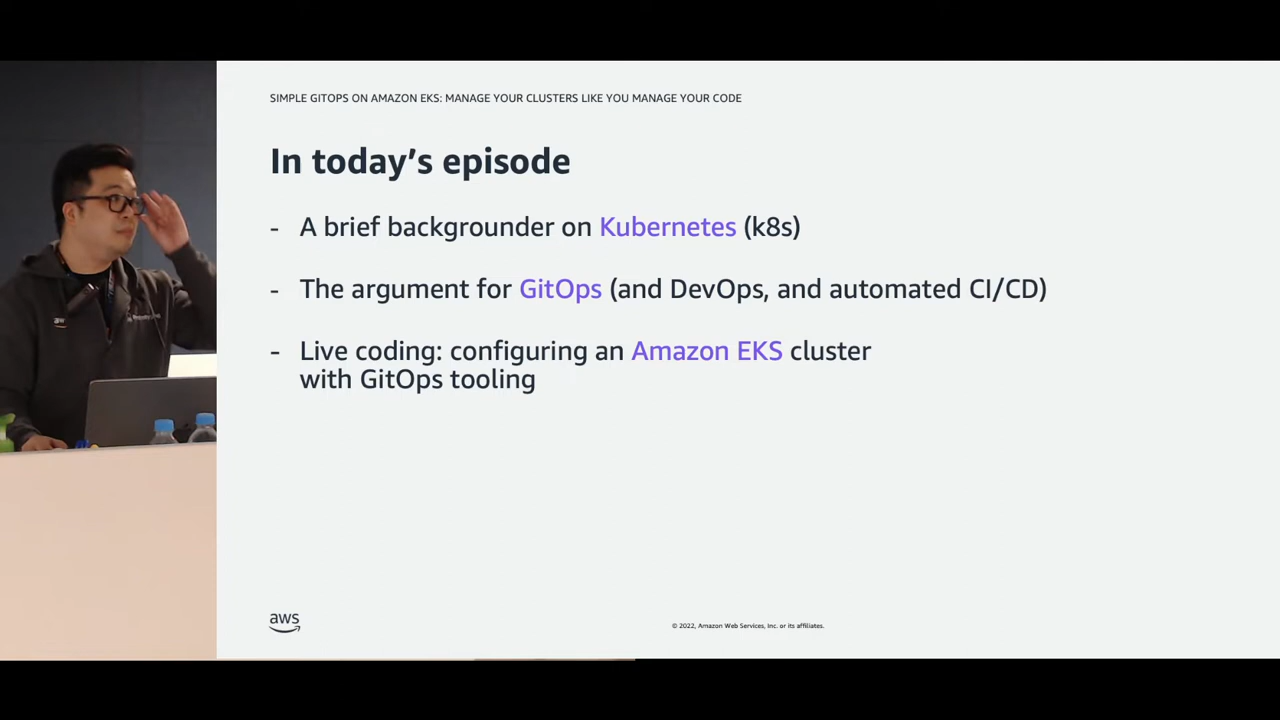 SIMPLE GITOPS ON AMAZON EKS: MANAGE YOUR CLUSTERS LIKE YOU MANAGE YOUR CODE
In today's episode
- A brief backgrounder on Kubernetes (k8s)
- The argument for GitOps (and DevOps, and automated CI/CD)
- Live coding: configuring an Amazon EKS cluster
with GitOps tooling
aws
aws
© 2022, Amazon Web Services, Inc. or its affiliates.